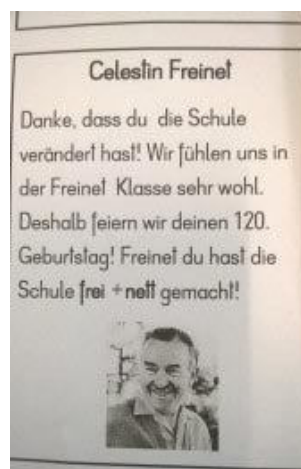 Celestin Freinet
Danke, dass du die Schule
verändert hast! Wir fühlen uns in
der Freinet Klasse sehr wohl.
Deshalb feiern wir deinen 120.
Geburtstag! Freinet du hast die
Schule frei + nett gemacht!